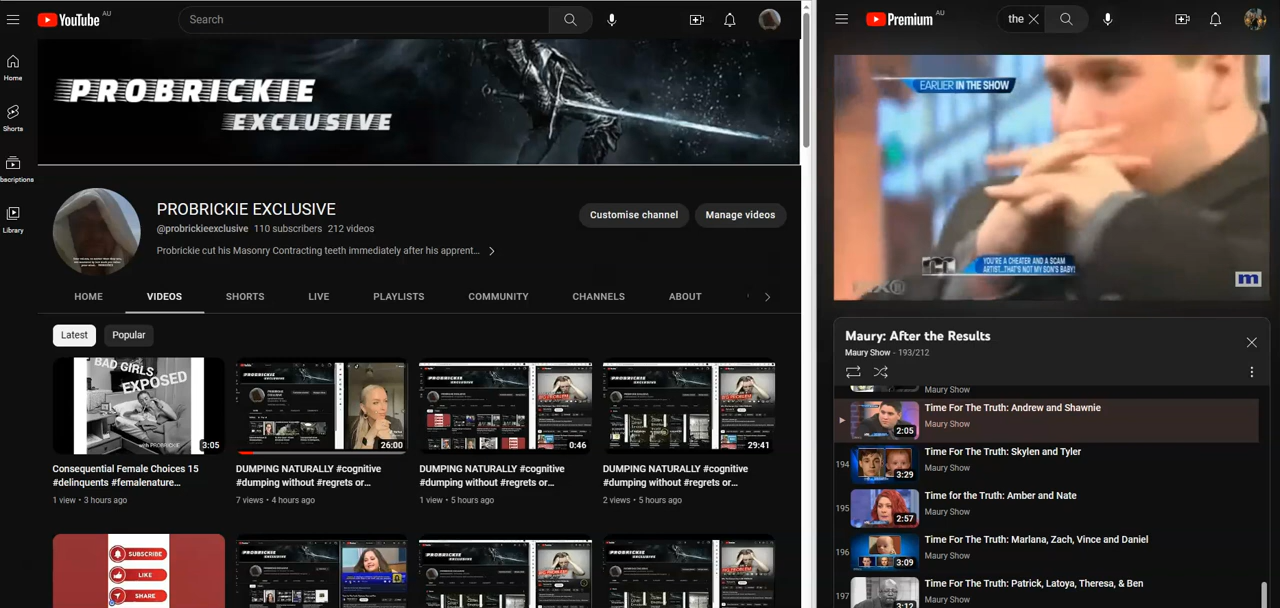 YouTube AU
Search
Home
Shorts
bscriptions
Library
PROBRICKIE
EXCLUSIVE
PROBRICKIE EXCLUSIVE
@probrickieexclusive 110 subscribers 212 videos
Probrickie cut his Masonry Contracting teeth immediately after his apprent...
Customise channel
Manage videos
HOME VIDEOS SHORTS LIVE PLAYLISTS COMMUNITY CHANNELS ABOUT
Latest Popular
BAD GIRLS
EXPOSED
with PROBRICKIE
3:05
26:00
0:46
29:41
Consequential Female Choices 15
#delinquents #femalenature...
1 view • 3 hours ago
DUMPING NATURALLY #cognitive
#dumping without #regrets or...
7 views • 4 hours ago
DUMPING NATURALLY #cognitive
#dumping without #regrets or...
1 view • 5 hours ago
DUMPING NATURALLY #cognitive
#dumping without #regrets or...
2 views • 5 hours ago
SUBSCRIBE
LIKE
SHARE
Premium AU
the
EARLIER IN THE SHOW
YOU'RE A CHEATER AND A SCAM
ARTIST...THAT'S NOT MY SON'S BABY!
m
Maury: After the Results
Maury Show - 193/212
Maury Show
Time For The Truth: Andrew and Shawnie
Maury Show
2:05
194
Time For The Truth: Skylen and Tyler
Maury Show
3:29
195
Time for the Truth: Amber and Nate
Maury Show
2:57
196
Time For The Truth: Marlana, Zach, Vince and Daniel
Maury Show
3:09
197
Time For The Truth: Patrick, Latoya, Theresa, & Ben
Maury Show
3:12